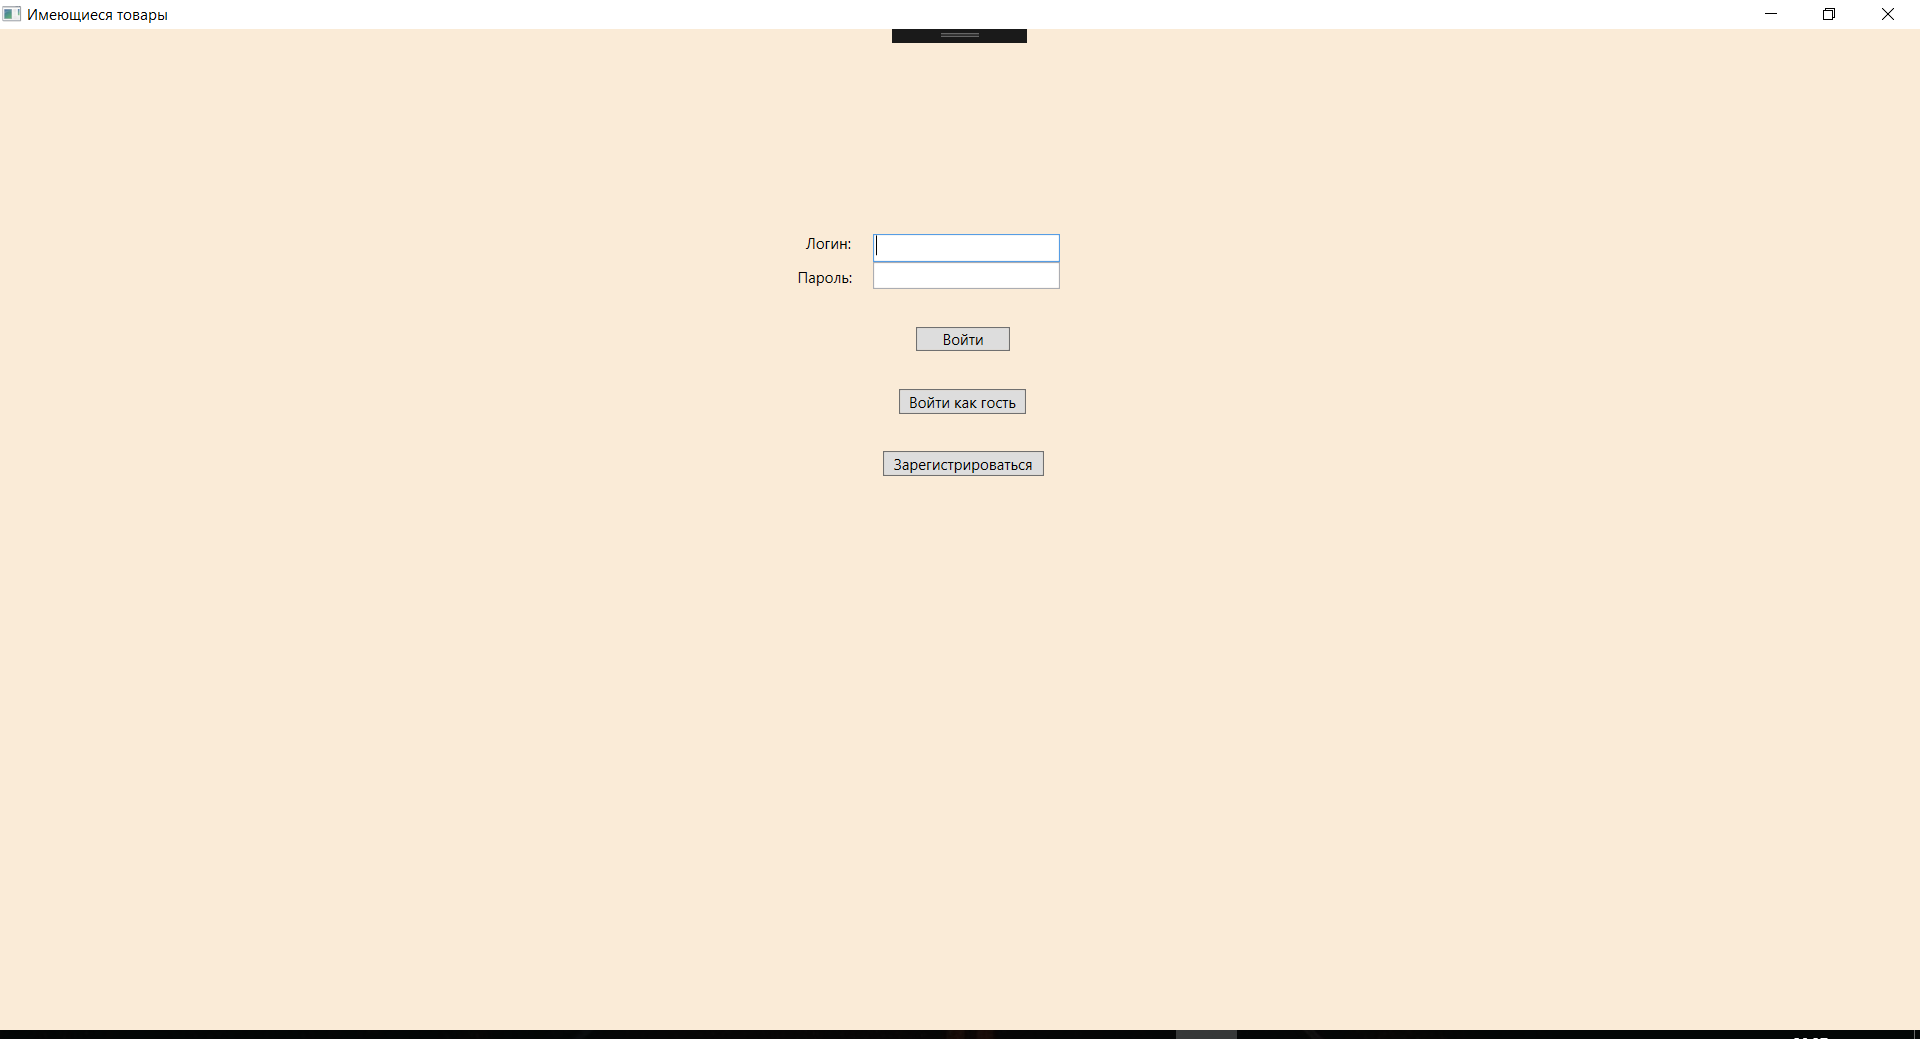 Имеющиеся товары
Логин:
Пароль:
Войти
Войти как гость
Зарегистрироваться